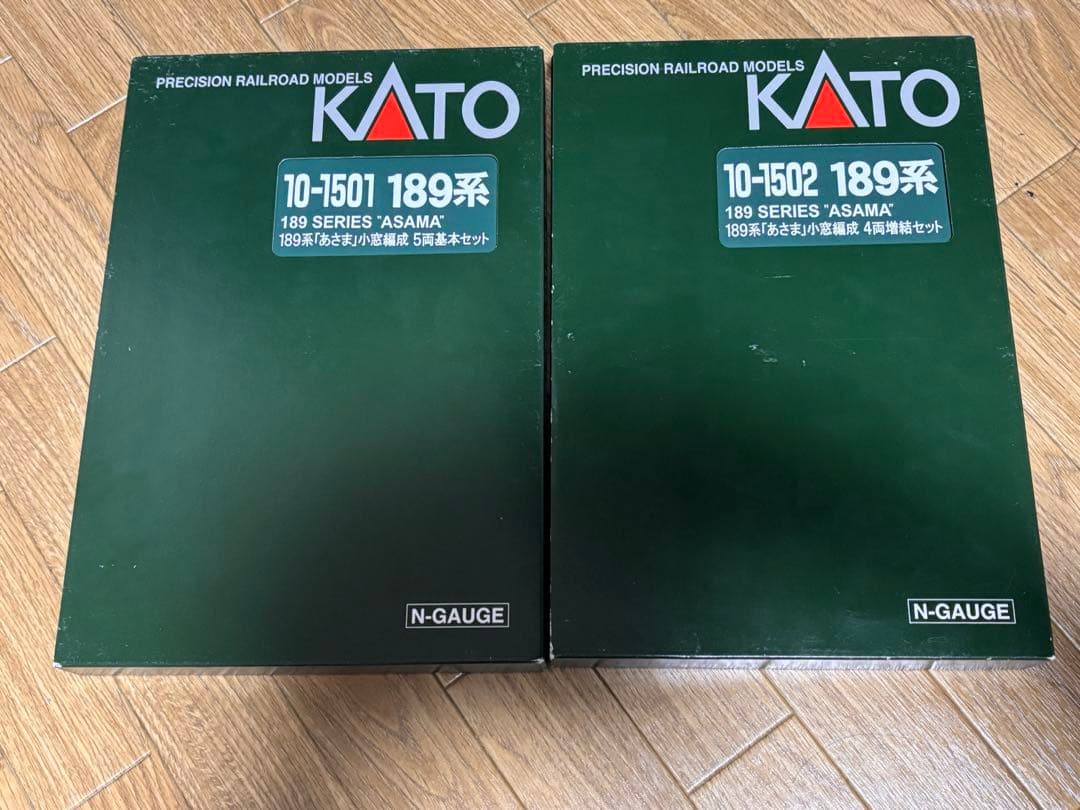 PRECISION RAILROAD MODELS
KATO
10-1501 189系
189 SERIES "ASAMA"
189系「あさま」小窓編成 5両基本セット
N-GAUGE
PRECISION RAILROAD MODELS
KATO
10-1502 189系
189 SERIES "ASAMA"
189系「あさま」小窓編成 4両増結セット
N-GAUGE